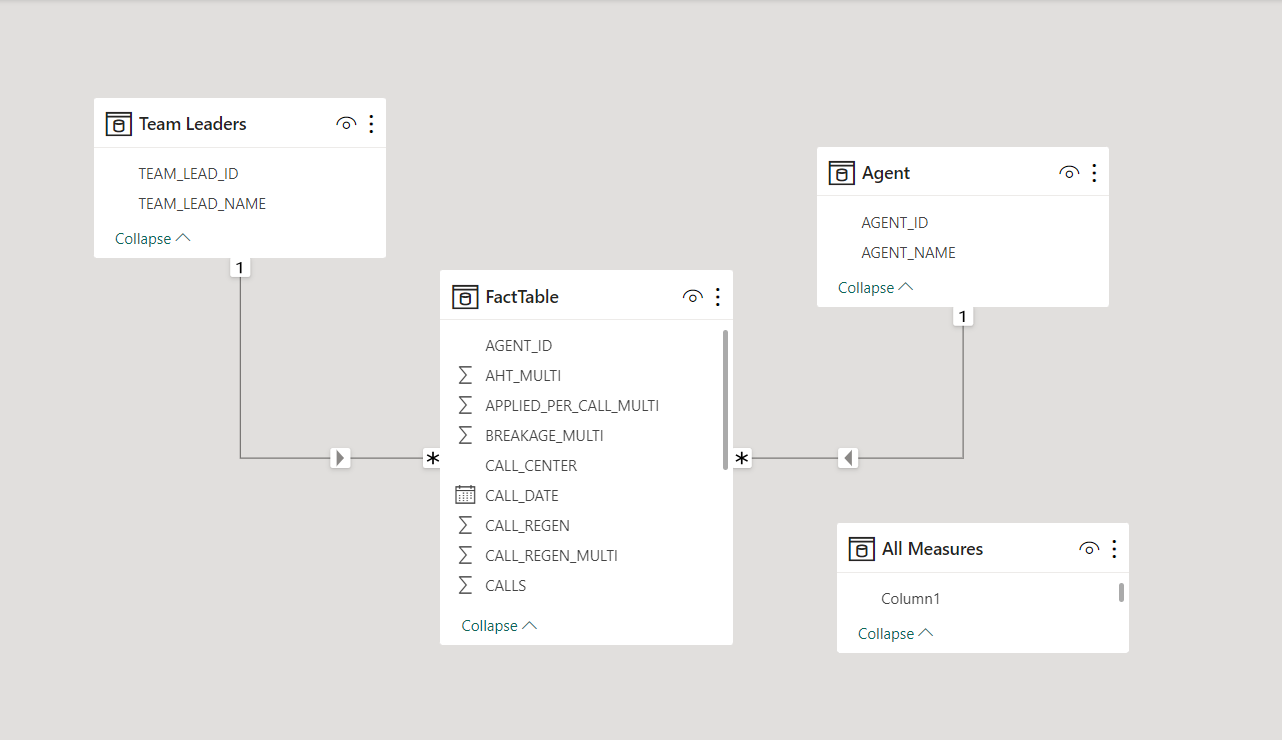 Team Leaders
TEAM_LEAD_ID
TEAM_LEAD_NAME
Collapse
1
FactTable
AGENT_ID
AHT_MULTI
APPLIED_PER_CALL_MULTI
BREAKAGE_MULTI
CALL_CENTER
CALL_DATE
CALL_REGEN
CALL_REGEN_MULTI
CALLS
Collapse
*
*
Agent
AGENT_ID
AGENT_NAME
Collapse
1
All Measures
Column1
Collapse